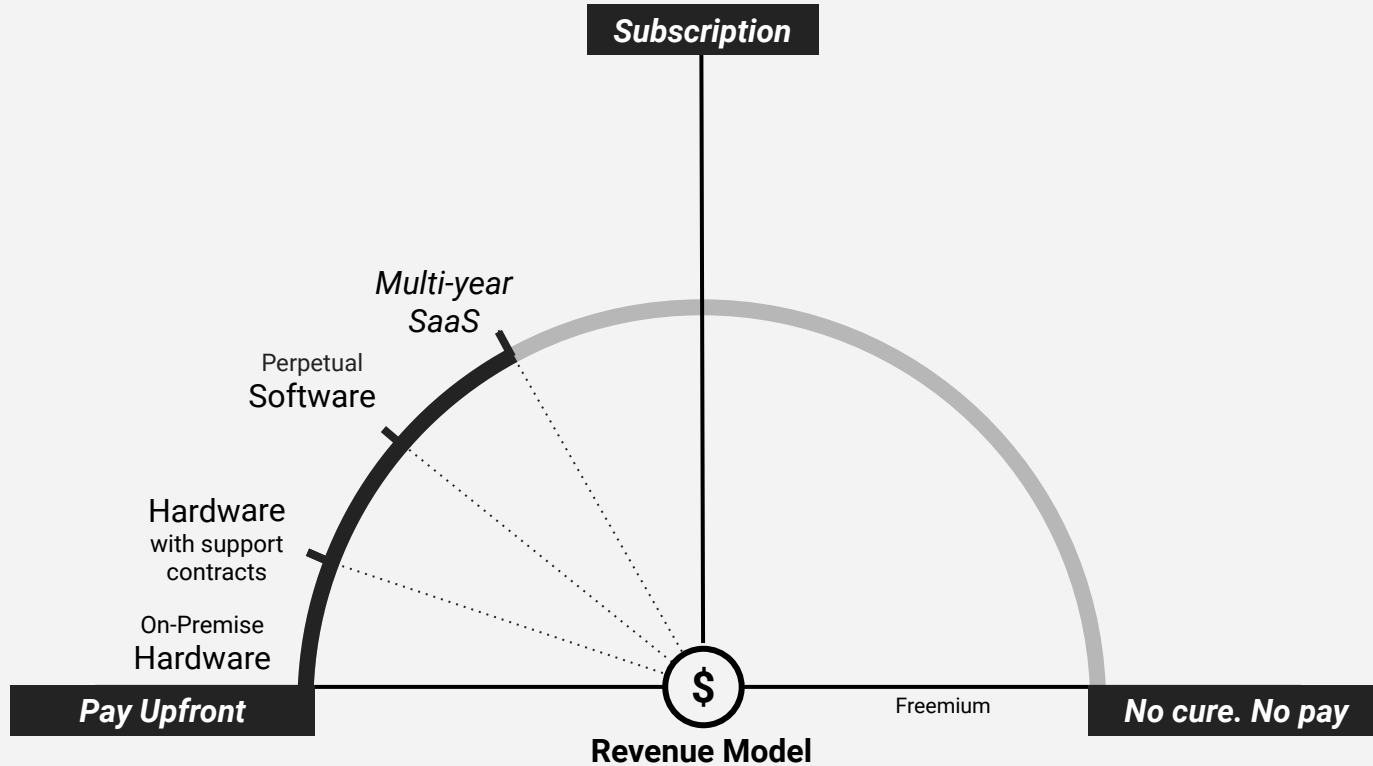 Subscription
Multi-year
SaaS
Perpetual
Software
Hardware
with support
contracts
On-Premise
Hardware
Pay Upfront
$
Freemium
No cure. No pay
Revenue Model